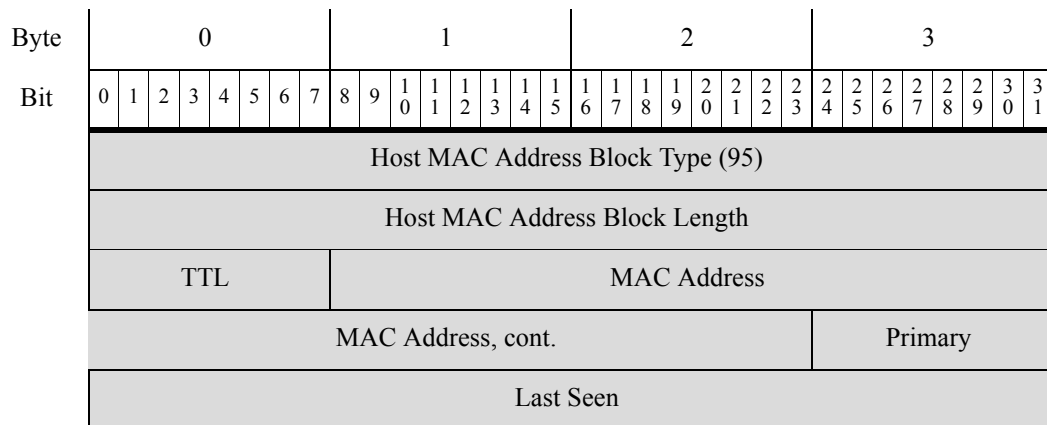 Byte 0 1 2 3
Bit 0 1 2 3 4 5 6 7 8 9 10 11 12 13 14 15 16 17 18 19 20 21 22 23 24 25 26 27 28 29 30 31
Host MAC Address Block Type (95)
Host MAC Address Block Length
TTL MAC Address
MAC Address, cont. Primary
Last Seen